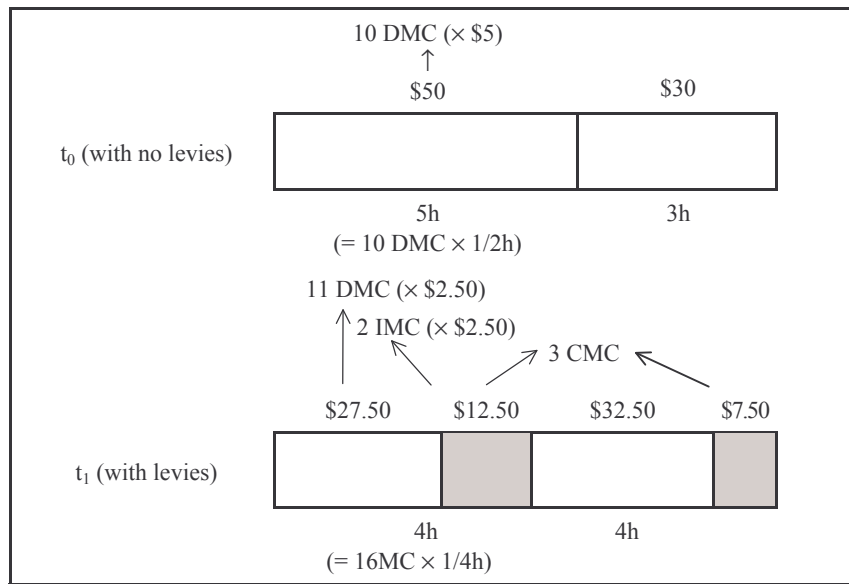 10 DMC (× $5)
↑
$50 $30
t₀ (with no levies)
5h 3h
(= 10 DMC × 1/2h)
11 DMC (× $2.50)
2 IMC (× $2.50)
3 CMC
$27.50 $12.50 $32.50 $7.50
t₁ (with levies)
4h 4h
(= 16MC × 1/4h)